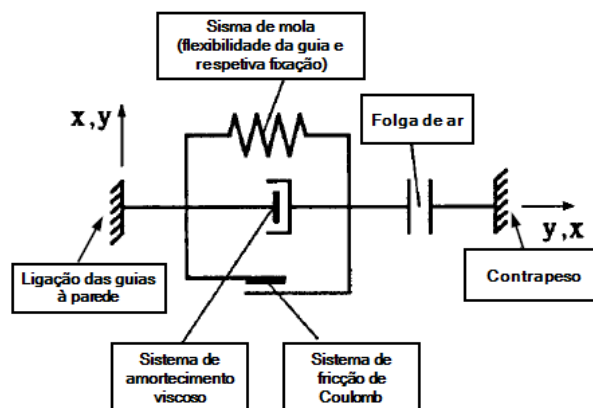 Sisma de mola
(flexibilidade da guia e
respetiva fixação)
x,y
Folga de ar
y,x
Ligação das guias
à parede
Contrapeso
Sistema de
amortecimento
viscoso
Sistema de
fricção de
Coulomb